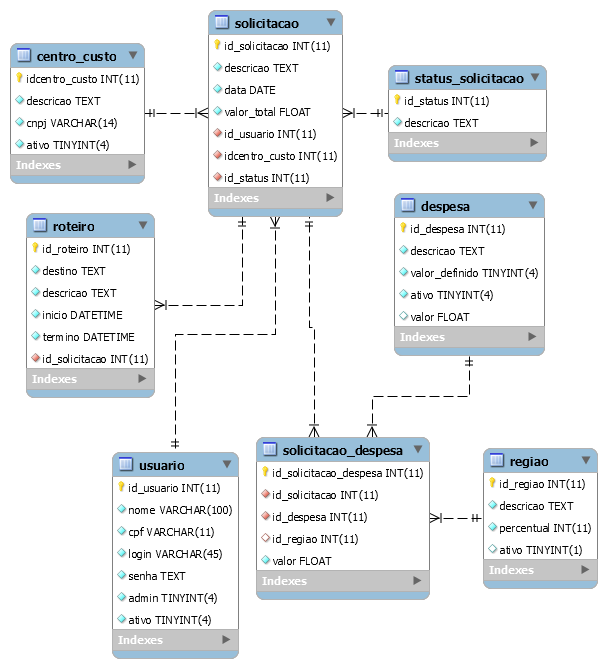 solicitacao
id_solicitacao INT(11)
descricao TEXT
data DATE
valor_total FLOAT
id_usuario INT(11)
idcentro_custo INT(11)
id_status INT(11)
Indexes
centro_custo
idcentro_custo INT(11)
descricao TEXT
cnpj VARCHAR(14)
ativo TINYINT(4)
Indexes
status_solicitacao
id_status INT(11)
descricao TEXT
Indexes
roteiro
id_roteiro INT(11)
destino TEXT
descricao TEXT
inicio DATETIME
termino DATETIME
id_solicitacao INT(11)
Indexes
despesa
id_despesa INT(11)
descricao TEXT
valor_definido TINYINT(4)
ativo TINYINT(4)
valor FLOAT
Indexes
usuario
id_usuario INT(11)
nome VARCHAR(100)
cpf VARCHAR(11)
login VARCHAR(45)
senha TEXT
admin TINYINT(4)
ativo TINYINT(4)
Indexes
solicitacao_despesa
id_solicitacao_despesa INT(11)
id_solicitacao INT(11)
id_despesa INT(11)
id_regiao INT(11)
valor FLOAT
Indexes
regiao
id_regiao INT(11)
descricao TEXT
percentual INT(11)
ativo TINYINT(1)
Indexes